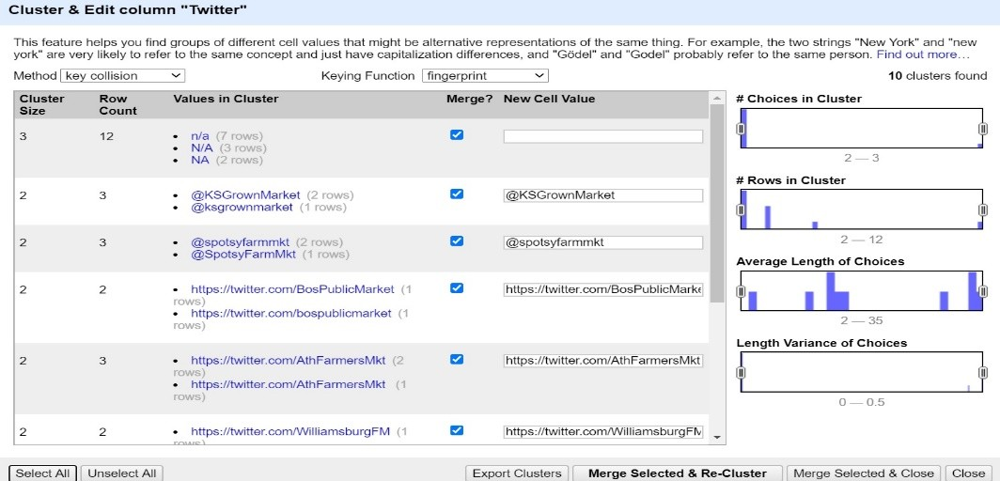 Cluster & Edit column "Twitter"
This feature helps you find groups of different cell values that might be alternative representations of the same thing. For example, the two strings "New York" and "new
york" are very likely to refer to the same concept and just have capitalization differences, and "Gödel" and "Godel" probably refer to the same person. Find out more...
Method key collision Keying Function fingerprint 10 clusters found
Cluster Size Row Count Values in Cluster Merge? New Cell Value
3 12 • n/a (7 rows)
• N/A (3 rows)
• NA (2 rows)
2 3 • @KSGrownMarket (2 rows) @KSGrownMarket
• @ksgrownmarket (1 rows)
2 3 • @spotsyfarmmkt (2 rows) @spotsyfarmmkt
• @SpotsyFarmMkt (1 rows)
2 2 • https://twitter.com/BosPublicMarket (1 https://twitter.com/BosPublicMarke
rows)
• https://twitter.com/bospublicmarket (1
rows)
2 3 • https://twitter.com/AthFarmersMkt (2 https://twitter.com/AthFarmersMkt
rows)
• https://twitter.com/AthFarmersMkt (1
rows)
2 2 • https://twitter.com/WilliamsburgFM (1 https://twitter.com/WilliamsburgFM
rows)
# Choices in Cluster
2 — 3
# Rows in Cluster
2 — 12
Average Length of Choices
2 — 35
Length Variance of Choices
0 — 0.5
Select All Unselect All Export Clusters Merge Selected & Re-Cluster Merge Selected & Close Close